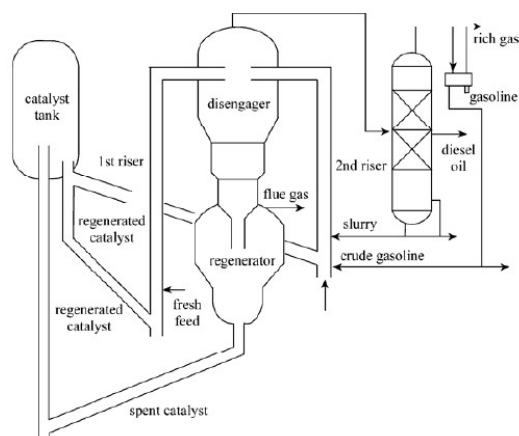 rich gas
catalyst
tank
disengager
gasoline
1st riser
2nd riser
diesel
oil
flue gas
regenerated
catalyst
slurry
regenerator
crude gasoline
regenerated
catalyst
fresh
feed
spent catalyst